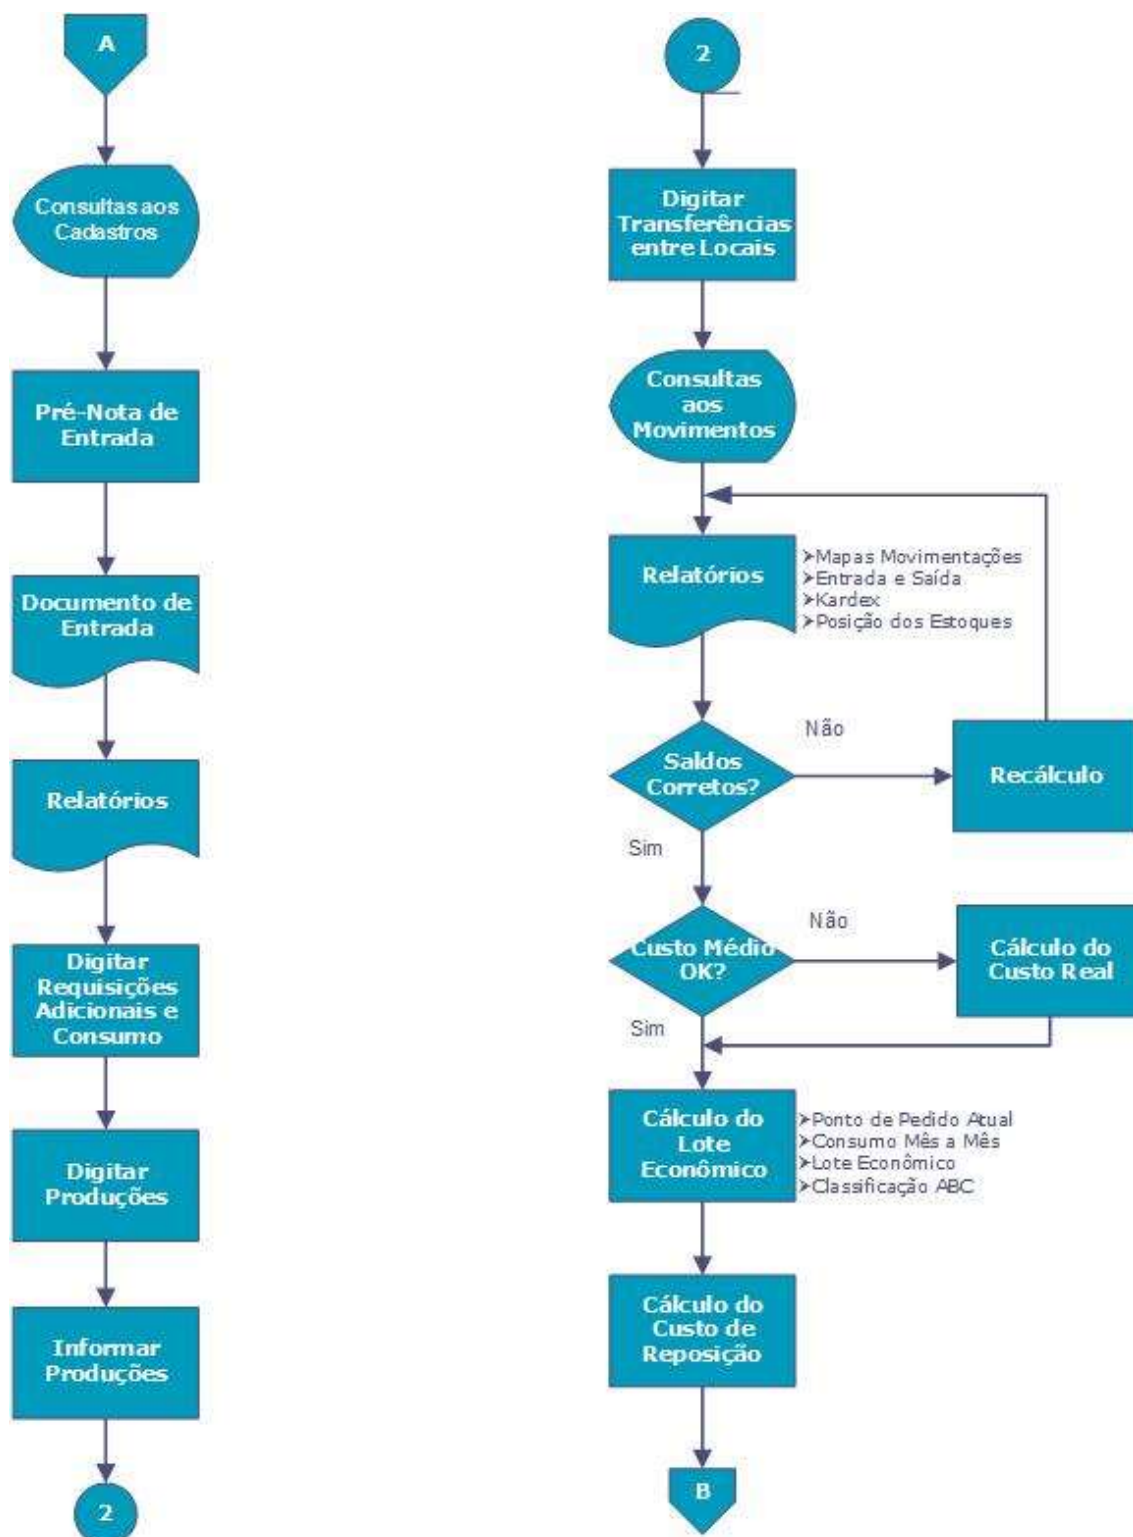 A
Consultas aos
Cadastros
Pré-Nota de
Entrada
Documento de
Entrada
Relatórios
Digitar
Requisições
Adicionais e
Consumo
Digitar
Produções
Informar
Produções
2
2
Digitar
Transferências
entre Locais
Consultas
aos
Movimentos
Relatórios
➢Mapas Movimentações
➢Entrada e Saída
➢Kardex
➢Posição dos Estoques
Saldos
Corretos?
Não
Recálculo
Sim
Custo Médio
OK?
Não
Cálculo do
Custo Real
Sim
Cálculo do
Lote
Econômico
➢Ponto de Pedido Atual
➢Consumo Mês a Mês
➢Lote Econômico
➢Classificação ABC
Cálculo do
Custo de
Reposição
B